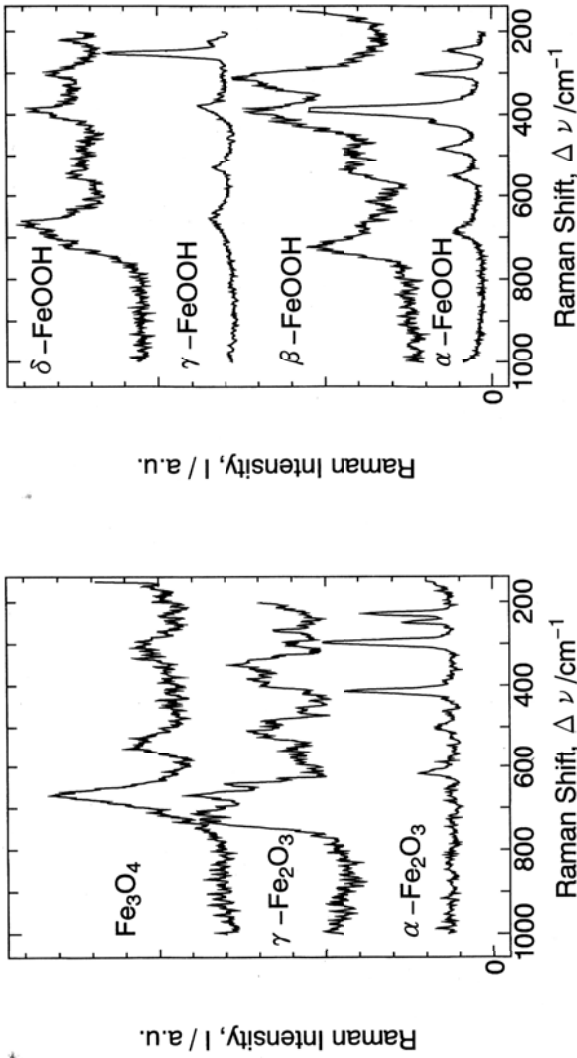 Raman Intensity, I / a.u.
Fe₃O₄
γ-Fe₂O₃
α-Fe₂O₃
0
1000 800 600 400 200
Raman Shift, Δ ν/cm⁻¹
Raman Intensity, I / a.u.
δ-FeOOH
γ-FeOOH
β-FeOOH
α-FeOOH
0
1000 800 600 400 200
Raman Shift, Δ ν/cm⁻¹